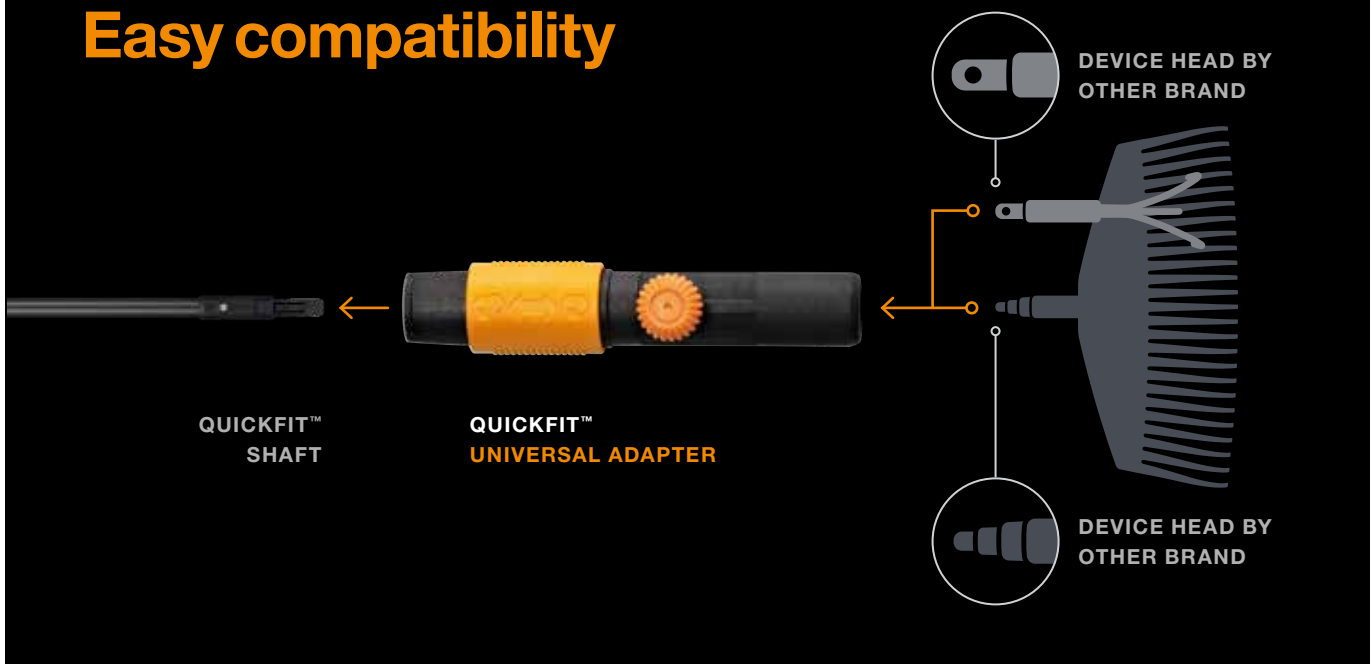 Easy compatibility
DEVICE HEAD BY
OTHER BRAND
QUICKFIT™
SHAFT
QUICKFIT™
UNIVERSAL ADAPTER
DEVICE HEAD BY
OTHER BRAND